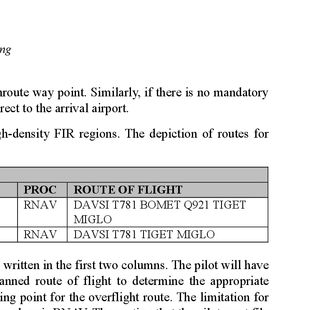 ng
nroute way point. Similarly, if there is no mandatory
rect to the arrival airport.
gh-density FIR regions. The depiction of routes for
PROC ROUTE OF FLIGHT
RNAV DAVSI T781 BOMET Q921 TIGET
MIGLO
RNAV DAVSI T781 TIGET MIGLO
written in the first two columns. The pilot will have
anned route of flight to determine the appropriate
ing point for the overflight route. The limitation for